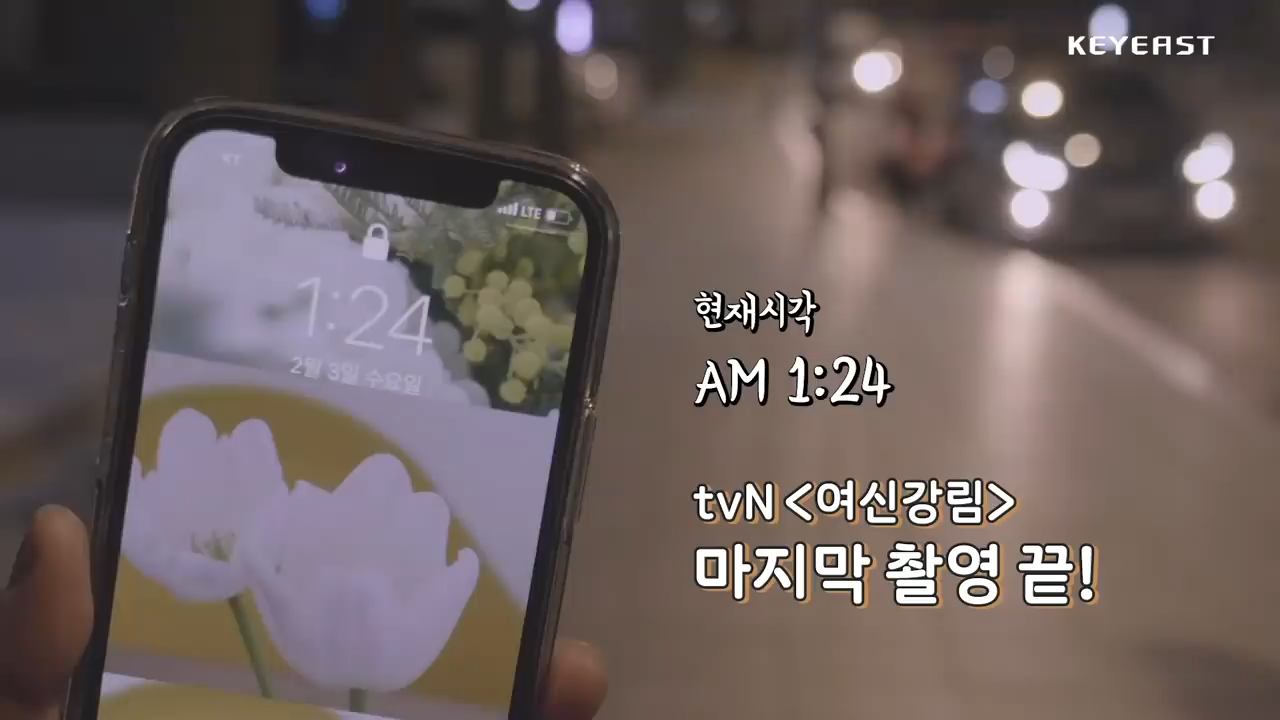 KEYEAST
KT
LTE
1:24
2월 3일 수요일
현재시각
AM 1:24
tvN <여신강림>
마지막 촬영 끝!